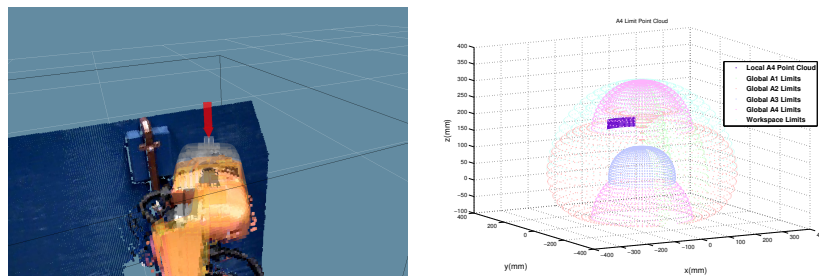 A4 Limit Point Cloud
400
350
300
250
200
150
100
50
0
−50
−100
z(mm)
Local A4 Point Cloud
Global A1 Limits
Global A2 Limits
Global A3 Limits
Global A4 Limits
Workspace Limits
200
0
−200
−400
y(mm)
−400
−300
−200
−100
0
100
200
300
x(mm)